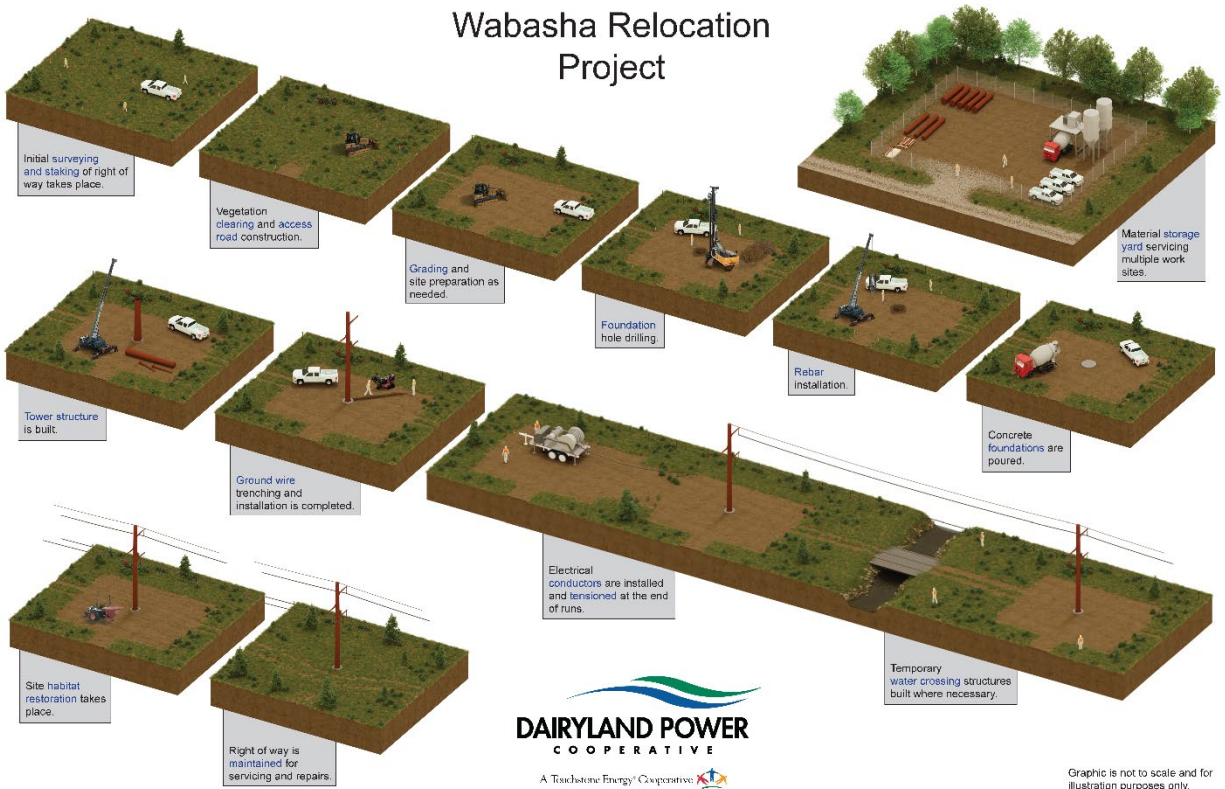 Wabasha Relocation
Project
Initial surveying
and staking of right of
way takes place.
Vegetation
clearing and access
road construction.
Grading and
site preparation as
needed.
Foundation
hole drilling.
Rebar
installation.
Concrete
foundations are
poured.
Material storage
yard servicing
multiple work
sites.
Tower structure
is built.
Ground wire
trenching and
installation is completed.
Electrical
conductors are installed
and tensioned at the end
of runs.
Temporary
water crossing structures
built where necessary.
Site habitat
restoration takes
place.
Right of way is
maintained for
servicing and repairs.
DAIRYLAND POWER
COOPERATIVE
A Touchstone Energy® Cooperative
Graphic is not to scale and for
illustration purposes only.